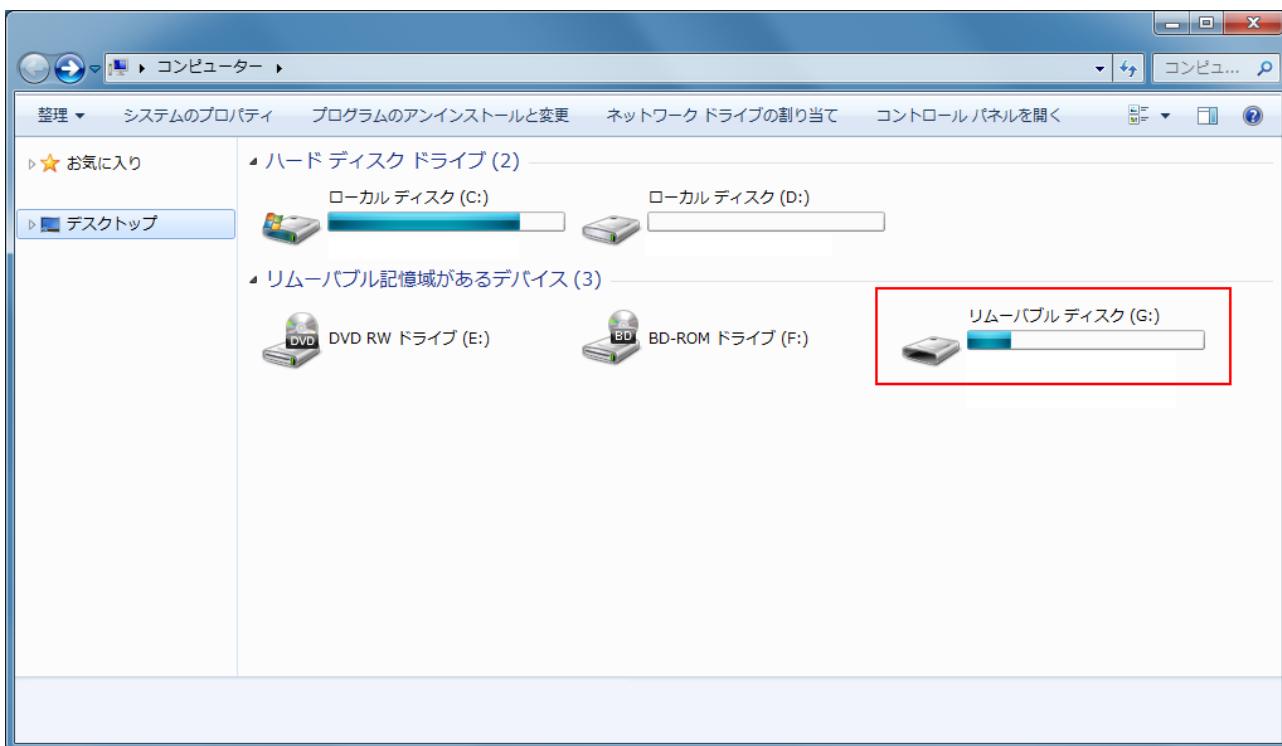 コンピューター
コンピュ...
整理 システムのプロパティ プログラムのアンインストールと変更 ネットワーク ドライブの割り当て コントロール パネルを開く
お気に入り
デスクトップ
ハード ディスク ドライブ (2)
ローカル ディスク (C:)
ローカル ディスク (D:)
リムーバブル記憶域があるデバイス (3)
DVD
DVD RW ドライブ (E:)
BD
BD-ROM ドライブ (F:)
リムーバブル ディスク (G:)